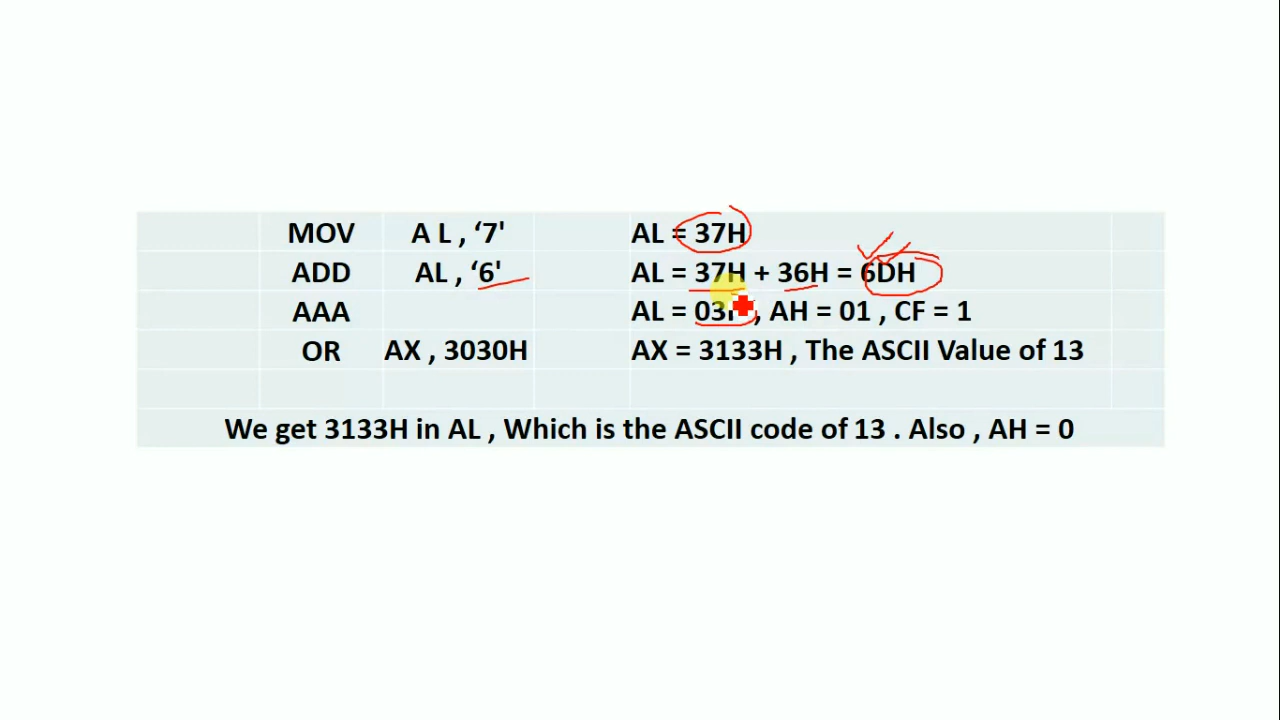 MOV A L , ‘7' AL = 37H
ADD AL , ‘6' AL = 37H + 36H = 6DH
AAA AL = 03H , AH = 01 , CF = 1
OR AX , 3030H AX = 3133H , The ASCII Value of 13
We get 3133H in AL , Which is the ASCII code of 13 . Also , AH = 0